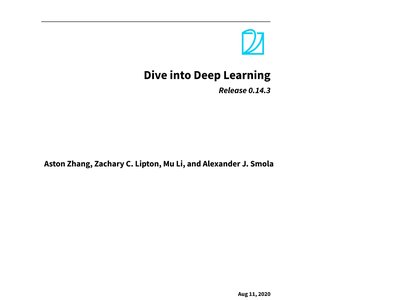 Dive into Deep Learning
Release 0.14.3
Aston Zhang, Zachary C. Lipton, Mu Li, and Alexander J. Smola
Aug 11, 2020